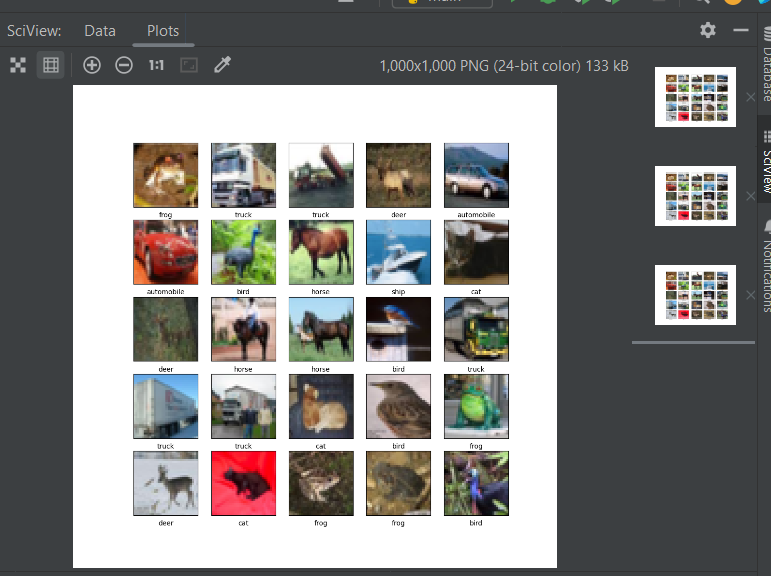 SciView: Data Plots
1:1
1,000x1,000 PNG (24-bit color) 133 kB
frog truck truck deer automobile
automobile bird horse ship cat
deer horse horse bird truck
truck truck cat bird frog
deer cat frog frog bird
Database
SciView
Notifications